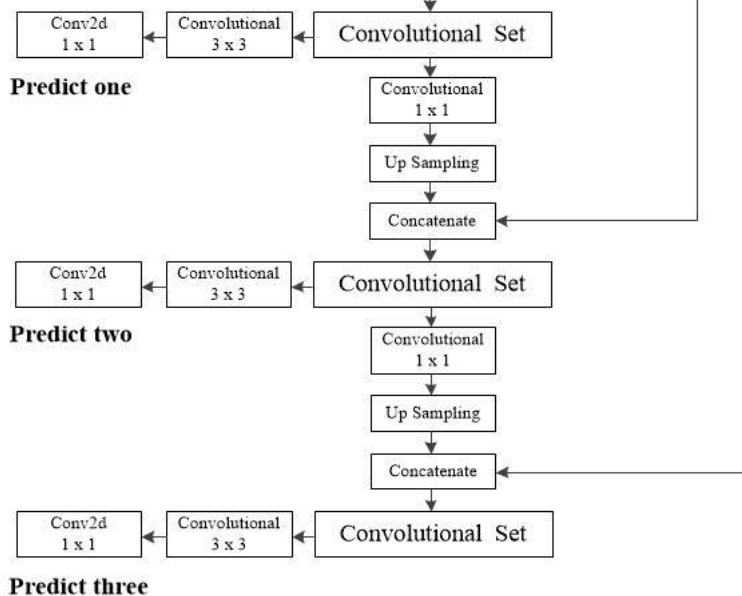 Conv2d
1 x 1
Convolutional
3 x 3
Convolutional Set
Predict one
Convolutional
1 x 1
Up Sampling
Concatenate
Conv2d
1 x 1
Convolutional
3 x 3
Convolutional Set
Predict two
Convolutional
1 x 1
Up Sampling
Concatenate
Conv2d
1 x 1
Convolutional
3 x 3
Convolutional Set
Predict three